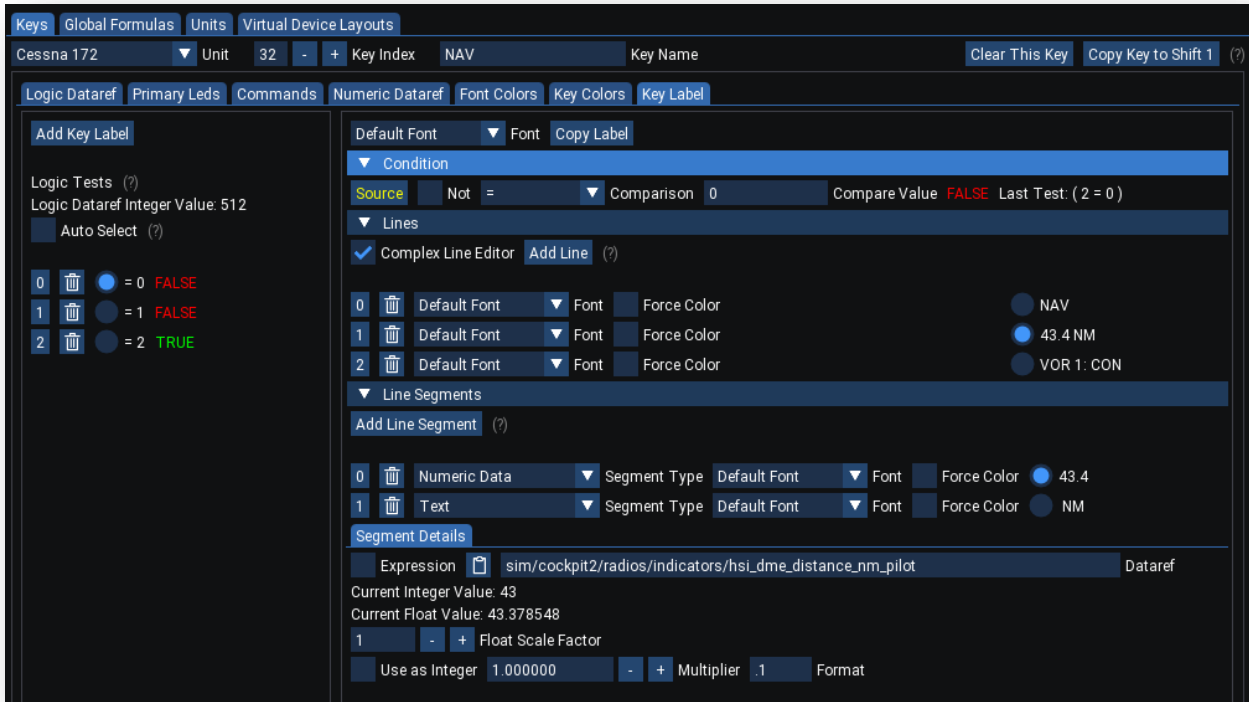 Keys Global Formulas Units Virtual Device Layouts
Cessna 172 Unit 32 - + Key Index NAV Key Name Clear This Key Copy Key to Shift 1 (?)
Logic Dataref Primary Leds Commands Numeric Dataref Font Colors Key Colors Key Label
Add Key Label
Logic Tests (?)
Logic Dataref Integer Value: 512
Auto Select (?)
0 = 0 FALSE
1 = 1 FALSE
2 = 2 TRUE
Default Font Font Copy Label
Condition
Source Not = Comparison 0 Compare Value FALSE Last Test: ( 2 = 0 )
Lines
Complex Line Editor Add Line (?)
0 Default Font Font Force Color NAV
1 Default Font Font Force Color 43.4 NM
2 Default Font Font Force Color VOR 1: CON
Line Segments
Add Line Segment (?)
0 Numeric Data Segment Type Default Font Font Force Color 43.4
1 Text Segment Type Default Font Font Force Color NM
Segment Details
Expression sim/cockpit2/radios/indicators/hsi_dme_distance_nm_pilot Dataref
Current Integer Value: 43
Current Float Value: 43.378548
1 - + Float Scale Factor
Use as Integer 1.000000 - + Multiplier .1 Format